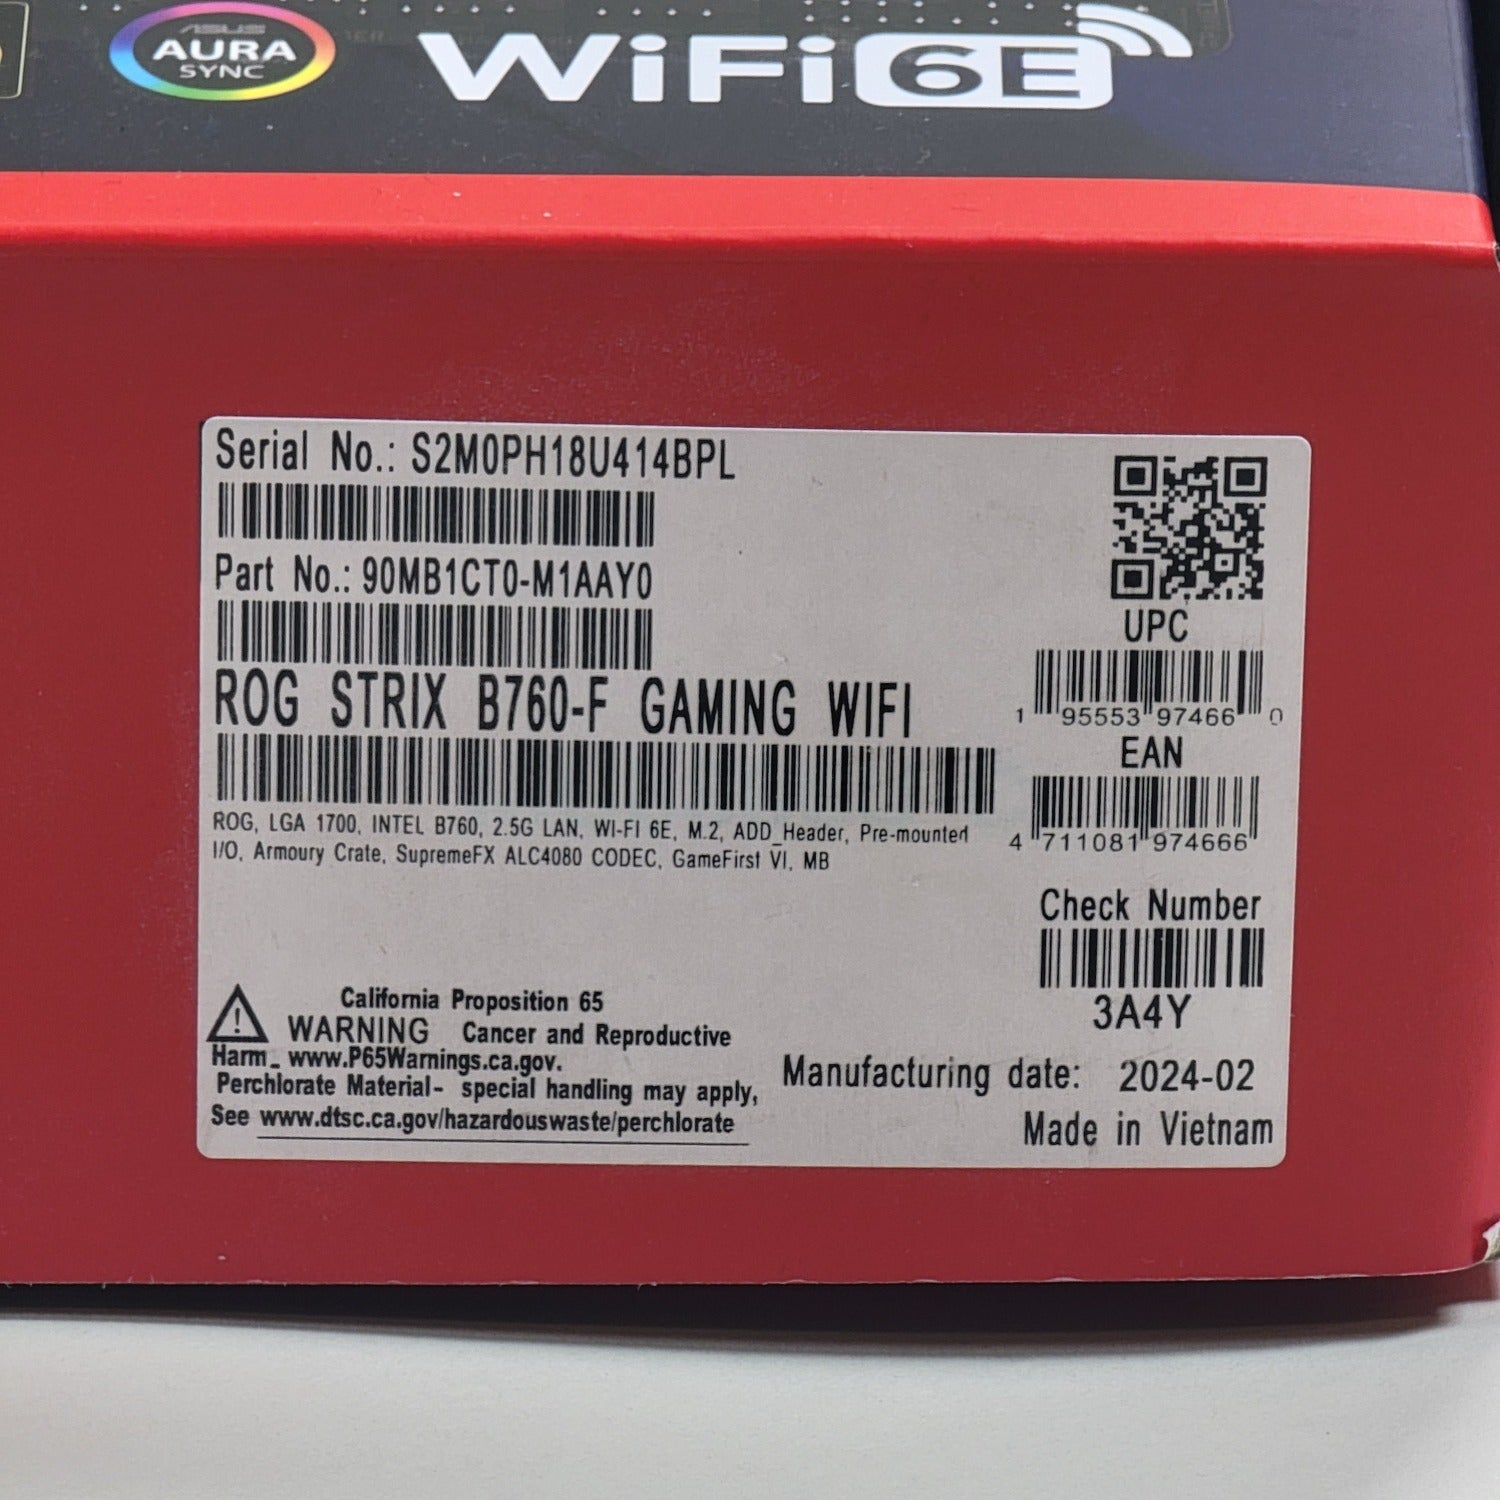 ASUS
AURA
SYNC
WiFi 6E
Serial No.: S2M0PH18U414BPL
Part No.: 90MB1CT0-M1AAY0
UPC
ROG STRIX B760-F GAMING WIFI
1 95553 97466 0
EAN
ROG, LGA 1700, INTEL B760, 2.5G LAN, WI-FI 6E, M.2, ADD_Header, Pre-mounted
I/O, Armoury Crate, SupremeFX ALC4080 CODEC, GameFirst VI, MB
4 711081 974666
Check Number
3A4Y
California Proposition 65
WARNING Cancer and Reproductive
Harm_ www.P65Warnings.ca.gov.
Perchlorate Material- special handling may apply,
See www.dtsc.ca.gov/hazardouswaste/perchlorate
Manufacturing date: 2024-02
Made in Vietnam